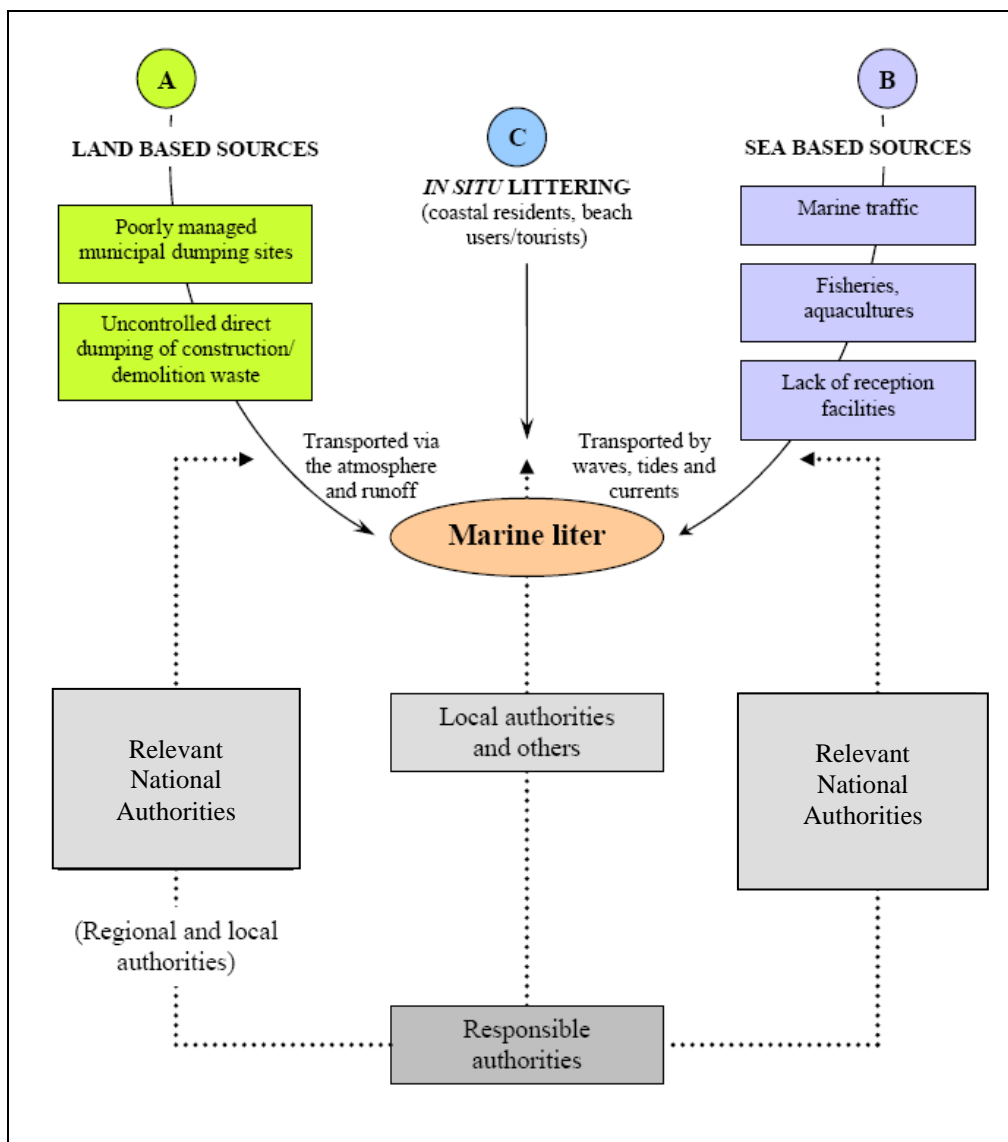 A
LAND BASED SOURCES
Poorly managed
municipal dumping sites
Uncontrolled direct
dumping of construction/
demolition waste
Transported via
the atmosphere
and runoff
C
IN SITU LITTERING
(coastal residents, beach
users/tourists)
B
SEA BASED SOURCES
Marine traffic
Fisheries,
aquacultures
Lack of reception
facilities
Transported by
waves, tides and
currents
Marine liter
Relevant
National
Authorities
(Regional and local
authorities)
Local authorities
and others
Relevant
National
Authorities
Responsible
authorities